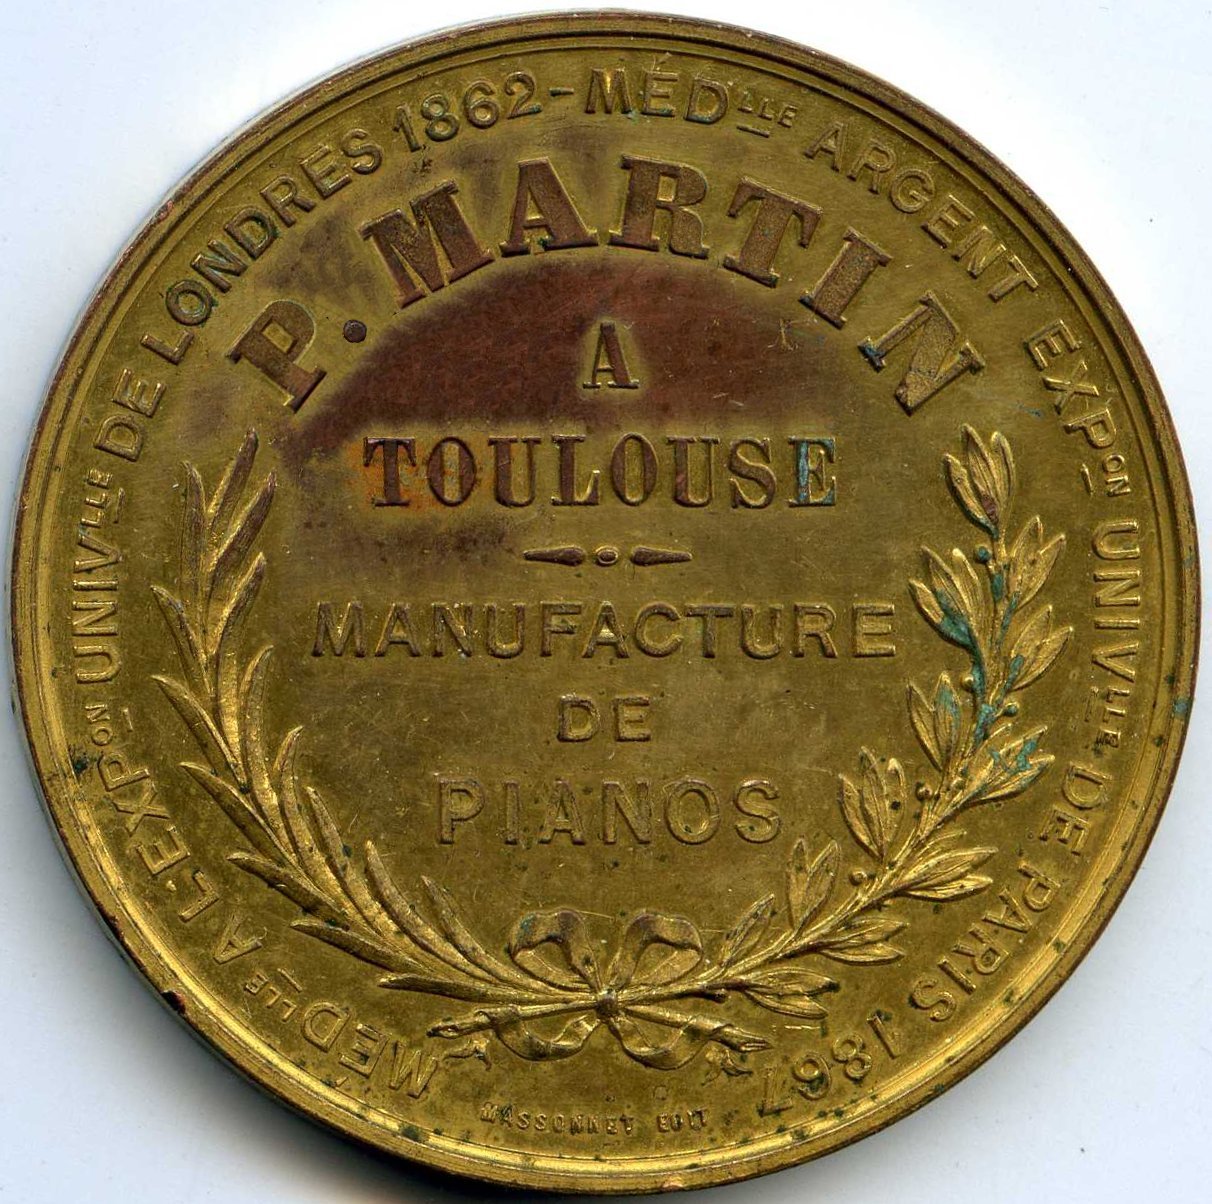 MÉDLLE A L'EXPON UNIVLLE DE LONDRES 1862 - MÉDLLE ARGENT EXPON UNIVLLE DE PARIS 1867
P. MARTIN
A
TOULOUSE
MANUFACTURE
DE
PIANOS
MASSONNET EDIT